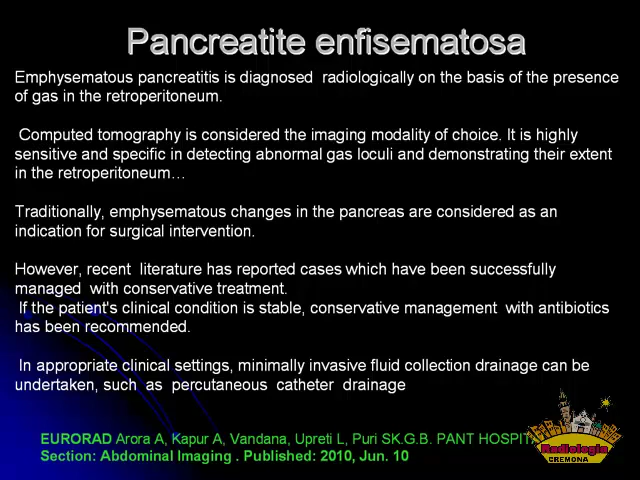 Pancreatite enfisematosa
Emphysematous pancreatitis is diagnosed radiologically on the basis of the presence
of gas in the retroperitoneum.
Computed tomography is considered the imaging modality of choice. It is highly
sensitive and specific in detecting abnormal gas loculi and demonstrating their extent
in the retroperitoneum…
Traditionally, emphysematous changes in the pancreas are considered as an
indication for surgical intervention.
However, recent literature has reported cases which have been successfully
managed with conservative treatment.
If the patient's clinical condition is stable, conservative management with antibiotics
has been recommended.
In appropriate clinical settings, minimally invasive fluid collection drainage can be
undertaken, such as percutaneous catheter drainage
EURORAD Arora A, Kapur A, Vandana, Upreti L, Puri SK.G.B. PANT HOSPIT
Section: Abdominal Imaging . Published: 2010, Jun. 10
Radiologia
CREMONA